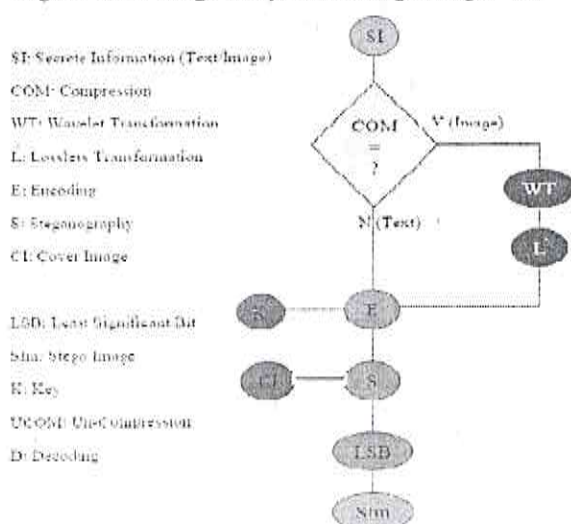 SI: Secrete Information (Text/Image)
COM: Compression
WT: Wavelet Transformation
L: Lossless Transformation
E: Encoding
S: Steganography
CI: Cover Image
LSB: Least Significant Bit
SIm: Stego Image
K: Key
UCOM: Un-Compression
D: Decoding
SI
COM
=
?
Y (Image)
WT
L
N (Text)
K
E
CI
S
LSB
SIm